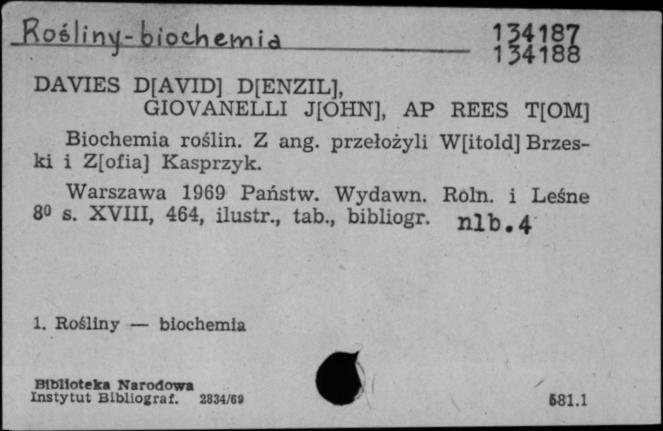 Rośliny-biochemia
134187
134188
DAVIES D[AVID] D[ENZIL],
GIOVANELLI J[OHN], AP REES T[OM]
Biochemia roślin. Z ang. przełożyli W[itold] Brzes-
ki i Z[ofia] Kasprzyk.
Warszawa 1969 Państw. Wydawn. Roln. i Leśne
8⁰ s. XVIII, 464, ilustr., tab., bibliogr. nlb.4
1. Rośliny — biochemia
Biblioteka Narodowa
Instytut Bibliograf. 2834/69
581.1